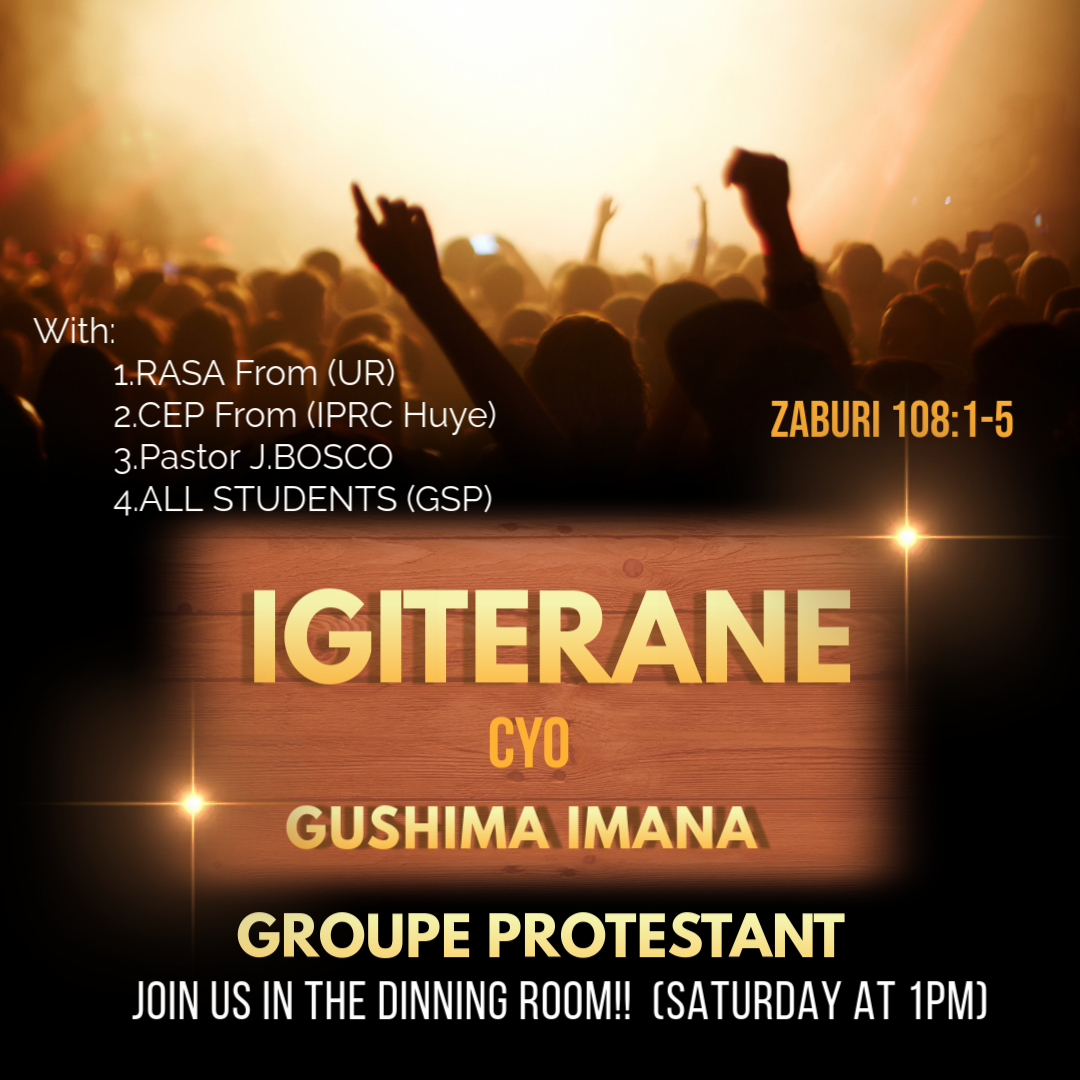 With:
1.RASA From (UR)
2.CEP From (IPRC Huye)
3.Pastor J.BOSCO
4.ALL STUDENTS (GSP)
ZABURI 108:1-5
IGITERANE
CYO
GUSHIMA IMANA
GROUPE PROTESTANT
JOIN US IN THE DINNING ROOM!! (SATURDAY AT 1PM)